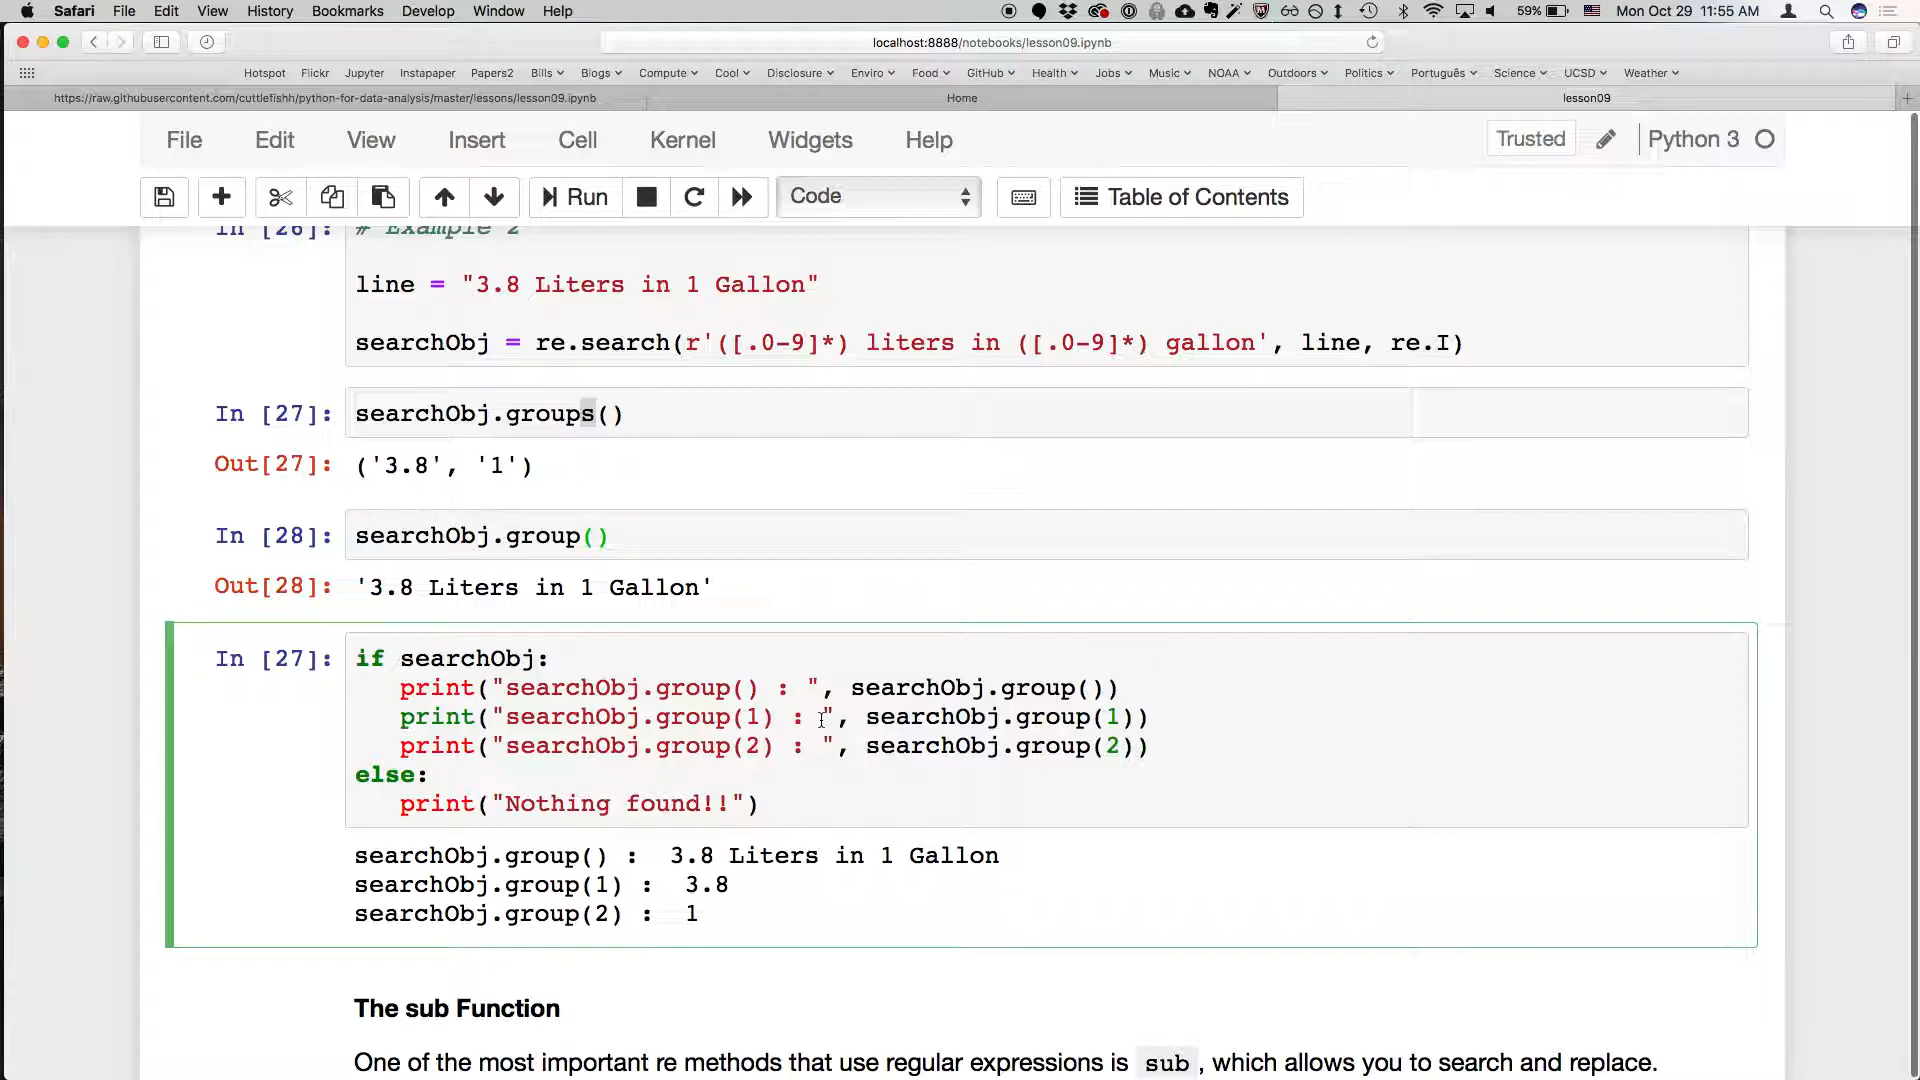 Safari File Edit View History Bookmarks Develop Window Help 59% Mon Oct 29 11:55 AM
localhost:8888/notebooks/lesson09.ipynb
Hotspot Flickr Jupyter Instapaper Papers2 Bills Blogs Compute Cool Disclosure Enviro Food GitHub Health Jobs Music NOAA Outdoors Politics Português Science UCSD Weather
https://raw.githubusercontent.com/cuttlefishh/python-for-data-analysis/master/lessons/lesson09.ipynb Home lesson09
File Edit View Insert Cell Kernel Widgets Help Trusted Python 3
Run Code Table of Contents
In [26]: # Example 2
line = "3.8 Liters in 1 Gallon"
searchObj = re.search(r'([.0-9]*) liters in ([.0-9]*) gallon', line, re.I)
In [27]: searchObj.groups()
Out[27]: ('3.8', '1')
In [28]: searchObj.group()
Out[28]: '3.8 Liters in 1 Gallon'
In [27]: if searchObj:
print("searchObj.group() : ", searchObj.group())
print("searchObj.group(1) : ", searchObj.group(1))
print("searchObj.group(2) : ", searchObj.group(2))
else:
print("Nothing found!!")
searchObj.group() :  3.8 Liters in 1 Gallon
searchObj.group(1) :  3.8
searchObj.group(2) :  1
The sub Function
One of the most important re methods that use regular expressions is sub , which allows you to search and replace.